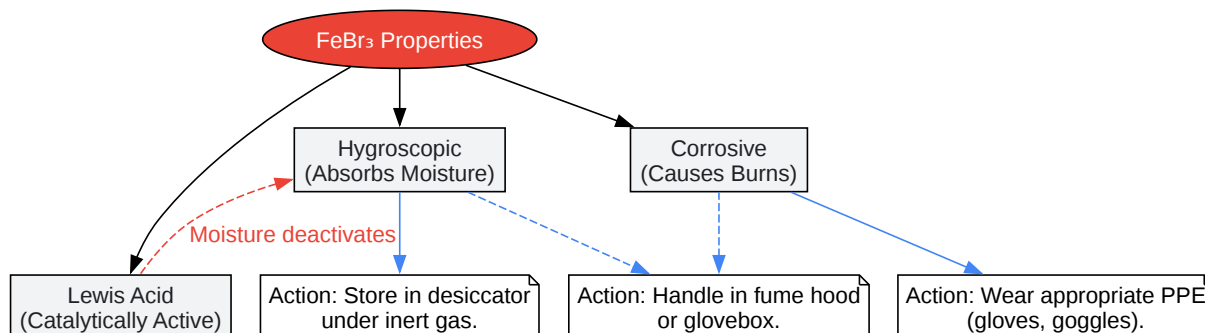 FeBr₃ Properties
Hygroscopic
(Absorbs Moisture)
Corrosive
(Causes Burns)
Moisture deactivates
Lewis Acid
(Catalytically Active)
Action: Store in desiccator
under inert gas.
Action: Handle in fume hood
or glovebox.
Action: Wear appropriate PPE
(gloves, goggles).